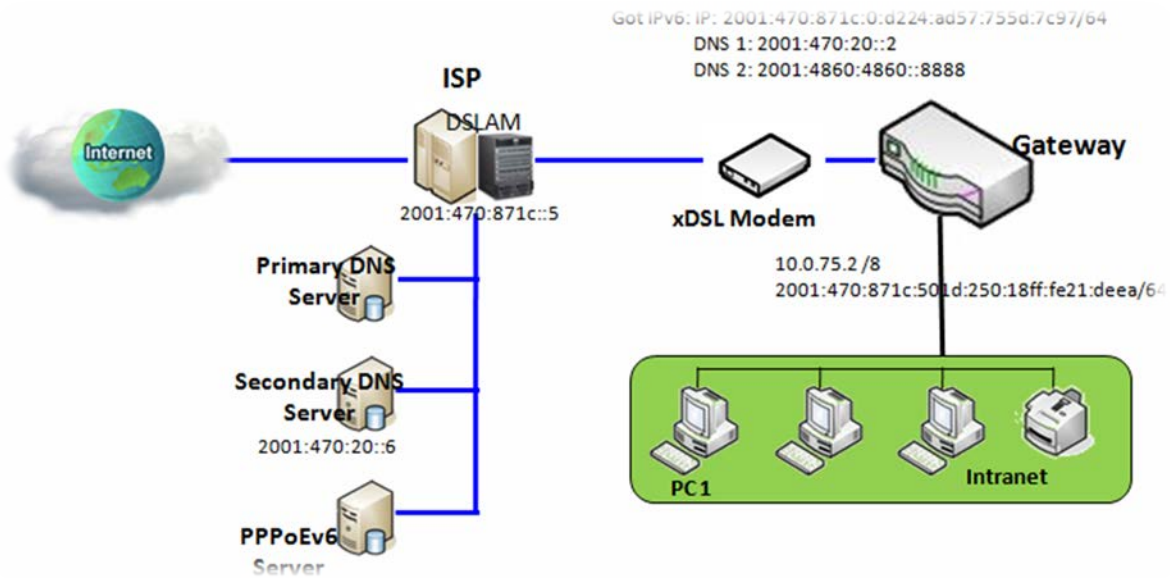 Got IPv6: IP: 2001:470:871c:0:d224:ad57:755d:7c97/64
DNS 1: 2001:470:20::2
DNS 2: 2001:4860:4860::8888
ISP
DSLAM
Internet
Gateway
2001:470:871c::5
xDSL Modem
Primary DNS
Server
10.0.75.2 /8
2001:470:871c:501d:250:18ff:fe21:deea/64
Secondary DNS
Server
2001:470:20::6
PC1
Intranet
PPPoEv6
Server